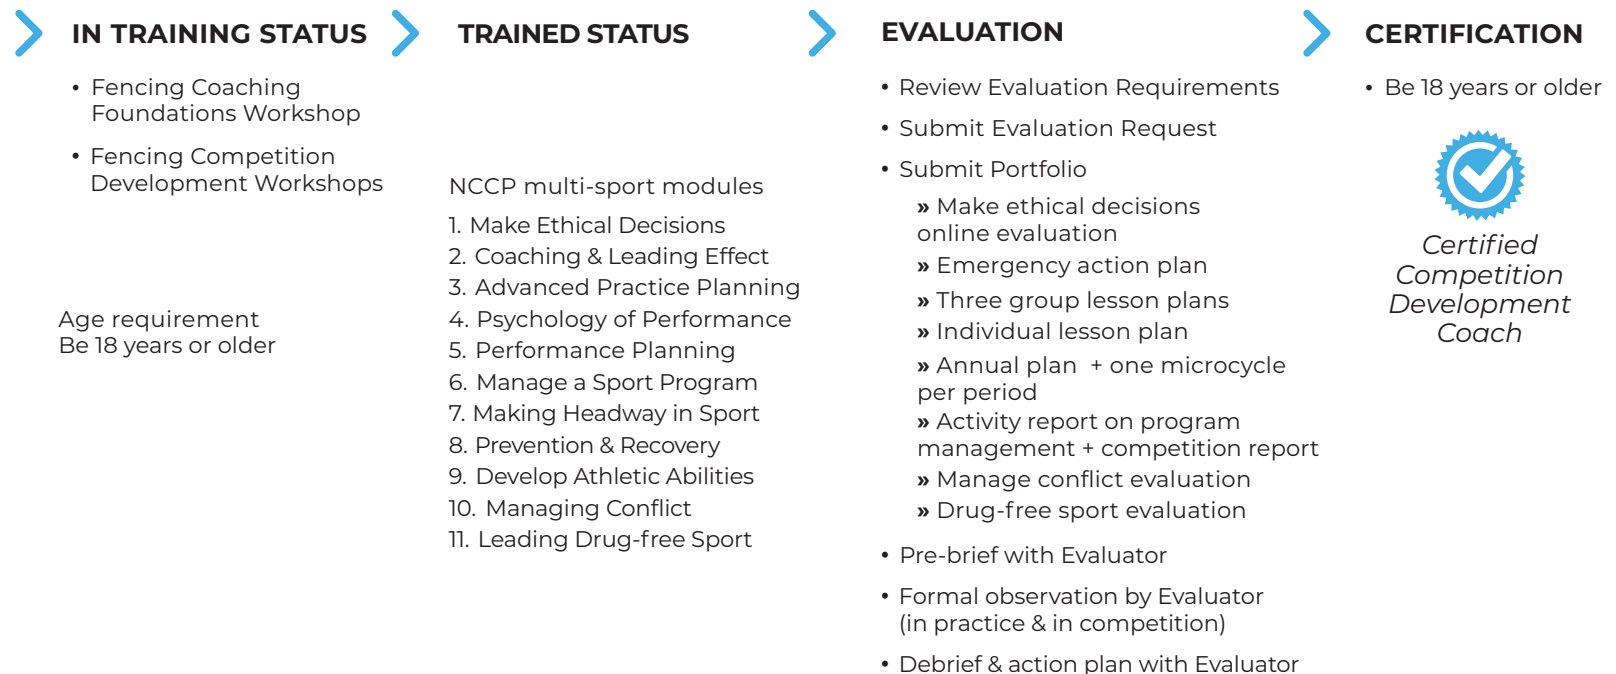 IN TRAINING STATUS
• Fencing Coaching
Foundations Workshop
• Fencing Competition
Development Workshops
Age requirement
Be 18 years or older
TRAINED STATUS
NCCP multi-sport modules
1. Make Ethical Decisions
2. Coaching & Leading Effect
3. Advanced Practice Planning
4. Psychology of Performance
5. Performance Planning
6. Manage a Sport Program
7. Making Headway in Sport
8. Prevention & Recovery
9. Develop Athletic Abilities
10. Managing Conflict
11. Leading Drug-free Sport
EVALUATION
• Review Evaluation Requirements
• Submit Evaluation Request
• Submit Portfolio
» Make ethical decisions
online evaluation
» Emergency action plan
» Three group lesson plans
» Individual lesson plan
» Annual plan + one microcycle
per period
» Activity report on program
management + competition report
» Manage conflict evaluation
» Drug-free sport evaluation
• Pre-brief with Evaluator
• Formal observation by Evaluator
(in practice & in competition)
• Debrief & action plan with Evaluator
CERTIFICATION
• Be 18 years or older
Certified
Competition
Development
Coach